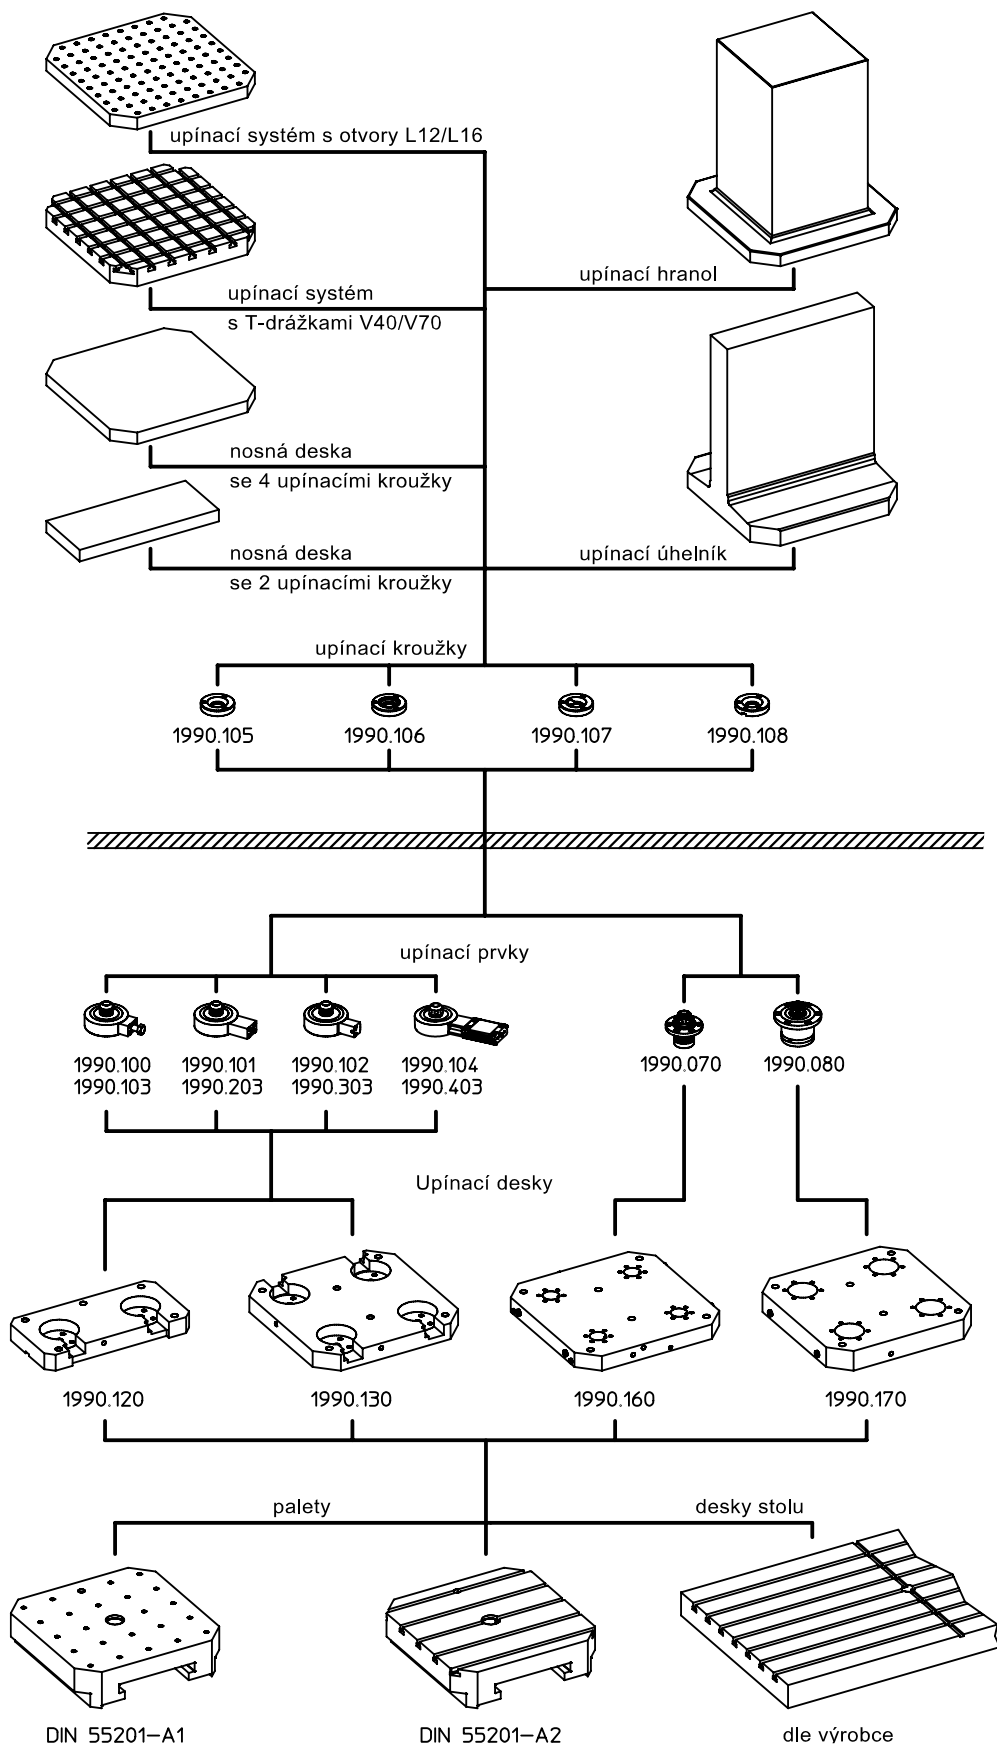 upínací systém s otvory L12/L16
upínací hranol
upínací systém
s T-drážkami V40/V70
nosná deska
se 4 upínacími kroužky
nosná deska
se 2 upínacími kroužky
upínací úhelník
upínací kroužky
1990.105
1990.106
1990.107
1990.108
upínací prvky
1990.100
1990.103
1990.101
1990.203
1990.102
1990.303
1990.104
1990.403
1990.070
1990.080
Upínací desky
1990.120
1990.130
1990.160
1990.170
palety
desky stolu
DIN 55201-A1
DIN 55201-A2
dle výrobce